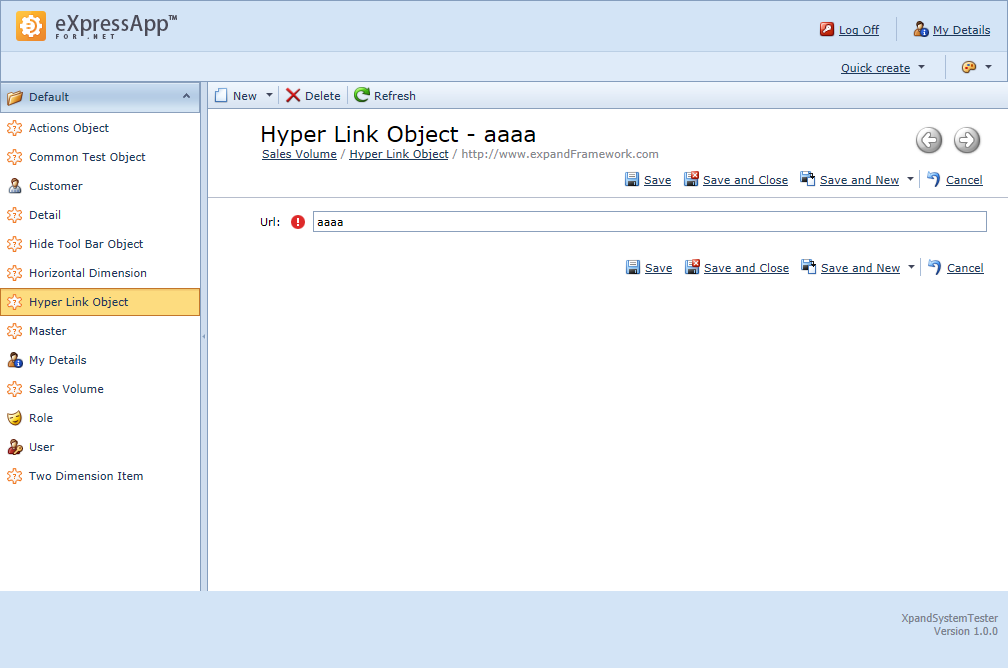 eXpressApp™
FOR .NET
Log Off My Details
Quick create
Default
Actions Object
Common Test Object
Customer
Detail
Hide Tool Bar Object
Horizontal Dimension
Hyper Link Object
Master
My Details
Sales Volume
Role
User
Two Dimension Item
New Delete Refresh
Hyper Link Object - aaaa
Sales Volume / Hyper Link Object / http://www.expandFramework.com
Save Save and Close Save and New Cancel
Url: aaaa
Save Save and Close Save and New Cancel
XpandSystemTester
Version 1.0.0